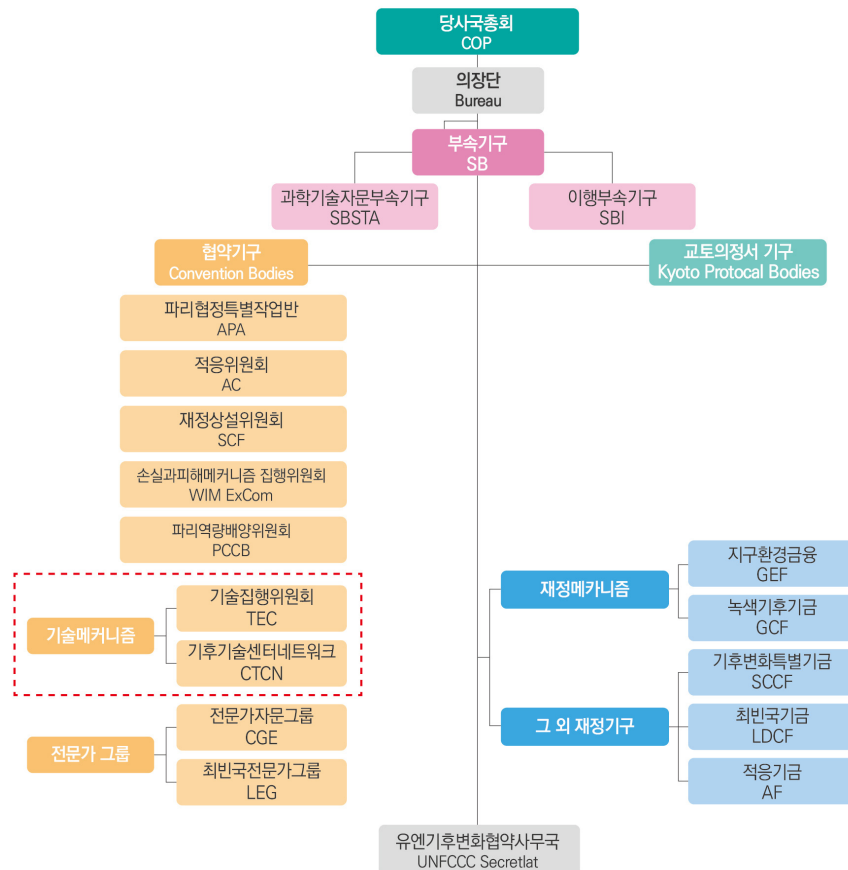 당사국총회
COP
의장단
Bureau
부속기구
SB
과학기술자문부속기구
SBSTA
이행부속기구
SBI
협약기구
Convention Bodies
교토의정서 기구
Kyoto Protocal Bodies
파리협정특별작업반
APA
적응위원회
AC
재정상설위원회
SCF
손실과피해메커니즘 집행위원회
WIM ExCom
파리역량배양위원회
PCCB
기술메커니즘
기술집행위원회
TEC
기후기술센터네트워크
CTCN
전문가 그룹
전문가자문그룹
CGE
최빈국전문가그룹
LEG
재정메카니즘
지구환경금융
GEF
녹색기후기금
GCF
그 외 재정기구
기후변화특별기금
SCCF
최빈국기금
LDCF
적응기금
AF
유엔기후변화협약사무국
UNFCCC Secretlat